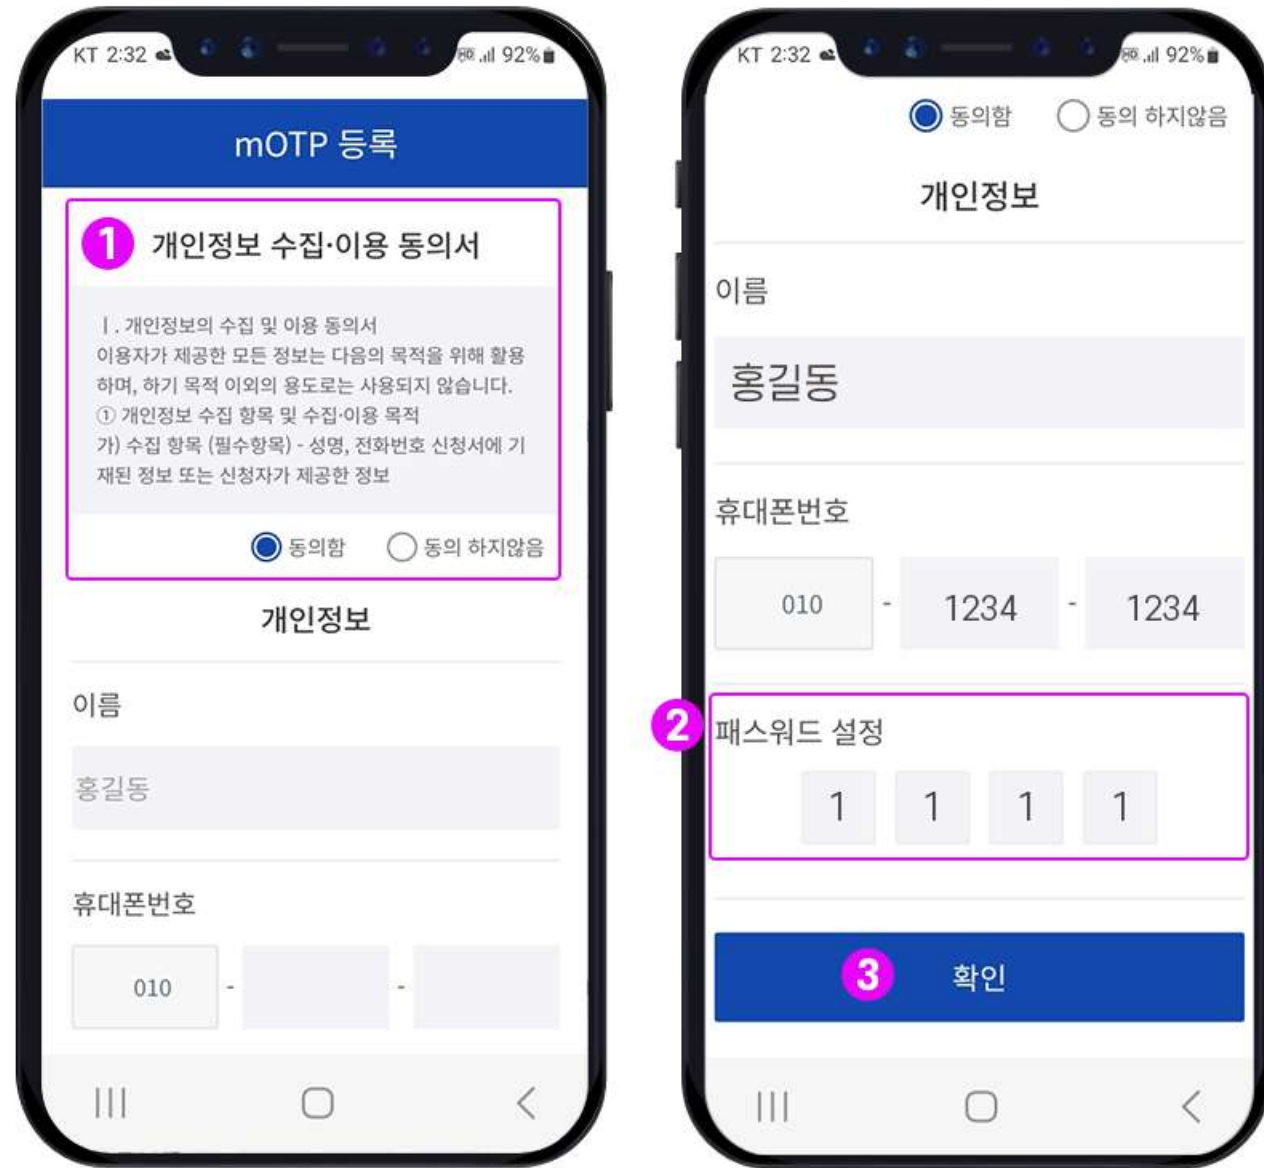 KT 2:32
92%
mOTP 등록
1 개인정보 수집·이용 동의서
Ⅰ. 개인정보의 수집 및 이용 동의서
이용자가 제공한 모든 정보는 다음의 목적을 위해 활용
하며, 하기 목적 이외의 용도로는 사용되지 않습니다.
① 개인정보 수집 항목 및 수집·이용 목적
가) 수집 항목 (필수항목) - 성명, 전화번호 신청서에 기
재된 정보 또는 신청자가 제공한 정보
동의함 동의 하지않음
개인정보
이름
홍길동
휴대폰번호
010 - -
KT 2:32
92%
동의함 동의 하지않음
개인정보
이름
홍길동
휴대폰번호
010 - 1234 - 1234
2 패스워드 설정
1 1 1 1
3 확인